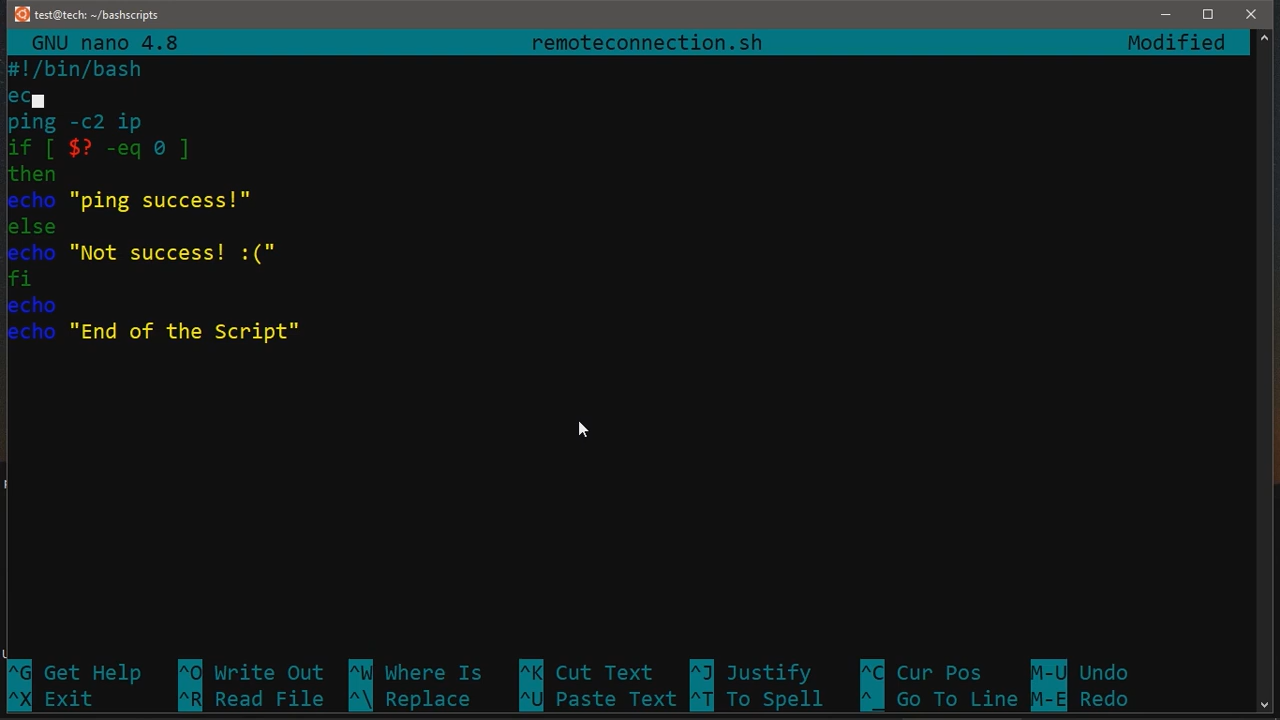 test@tech: ~/bashscripts
GNU nano 4.8 remoteconnection.sh Modified
#!/bin/bash
ec
ping -c2 ip
if [ $? -eq 0 ]
then
echo "ping success!"
else
echo "Not success! :("
fi
echo
echo "End of the Script"
^G Get Help ^O Write Out ^W Where Is ^K Cut Text ^J Justify ^C Cur Pos M-U Undo
^X Exit ^R Read File ^\ Replace ^U Paste Text ^T To Spell ^_ Go To Line M-E Redo